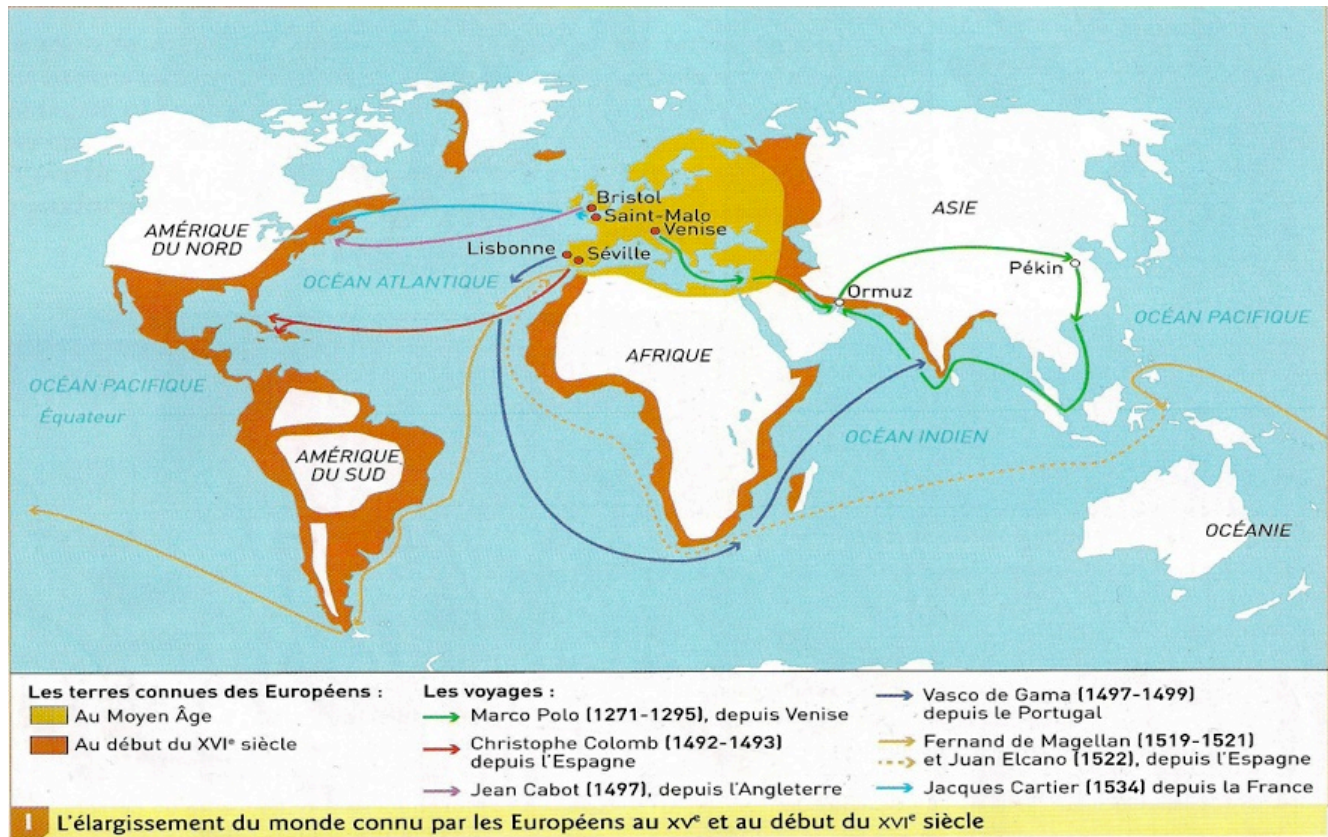 Bristol
Saint-Malo
Venise
AMÉRIQUE
DU NORD
ASIE
Lisbonne
Séville
Pékin
OCÉAN ATLANTIQUE
Ormuz
OCÉAN PACIFIQUE
AFRIQUE
OCÉAN PACIFIQUE
Équateur
OCÉAN INDIEN
AMÉRIQUE
DU SUD
OCÉANIE
Les terres connues des Européens :
Au Moyen Âge
Au début du XVIe siècle
Les voyages :
Marco Polo (1271-1295), depuis Venise
Christophe Colomb (1492-1493)
depuis l'Espagne
Jean Cabot (1497), depuis l'Angleterre
Vasco de Gama (1497-1499)
depuis le Portugal
Fernand de Magellan (1519-1521)
et Juan Elcano (1522), depuis l'Espagne
Jacques Cartier (1534) depuis la France
1 L'élargissement du monde connu par les Européens au XVe et au début du XVIe siècle